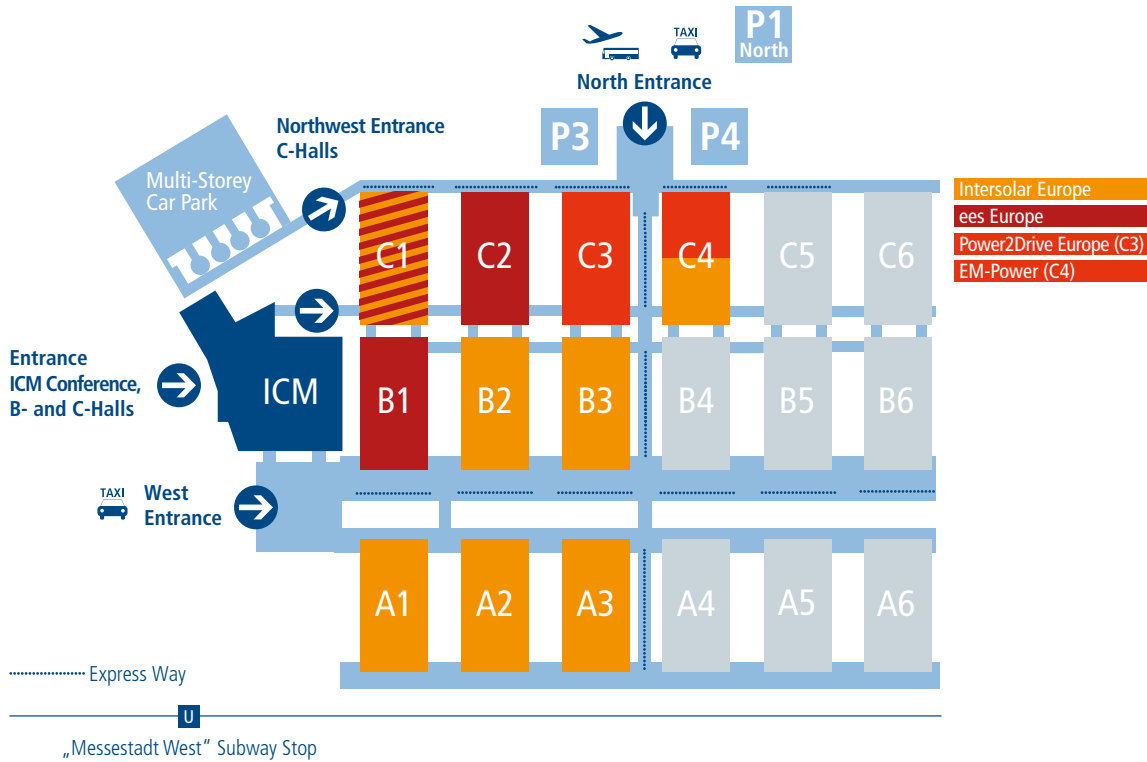 TAXI
P1
North
North Entrance
P3
P4
Northwest Entrance
C-Halls
Multi-Storey
Car Park
Intersolar Europe
ees Europe
Power2Drive Europe (C3)
EM-Power (C4)
C1
C2
C3
C4
C5
C6
Entrance
ICM Conference,
B- and C-Halls
ICM
B1
B2
B3
B4
B5
B6
TAXI
West
Entrance
A1
A2
A3
A4
A5
A6
Express Way
U
„Messestadt West“ Subway Stop